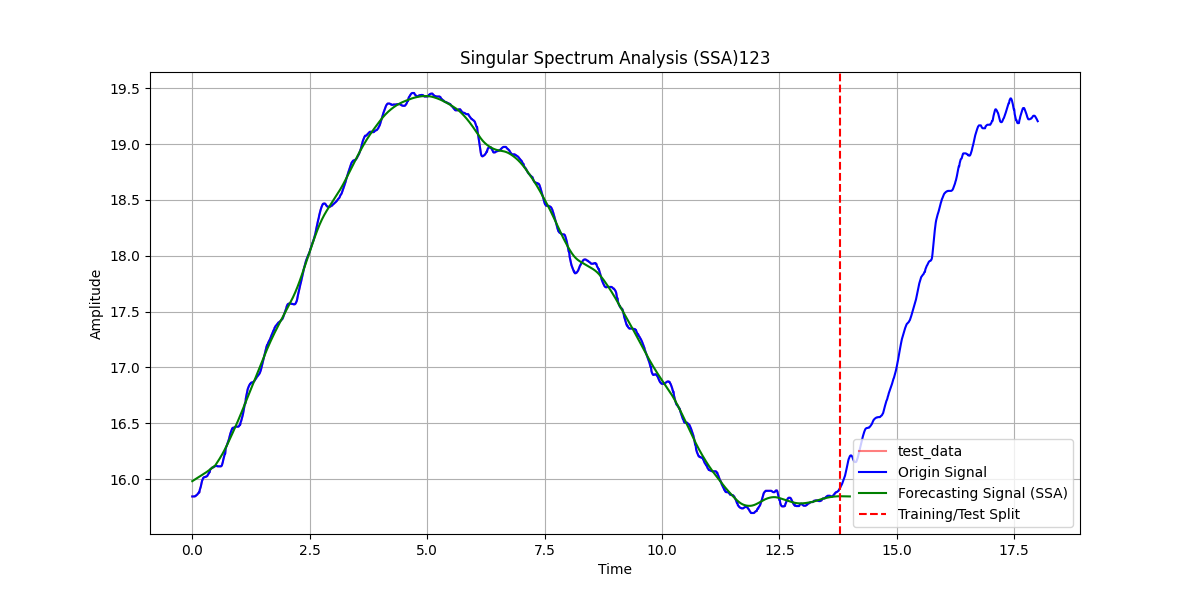 Singular Spectrum Analysis (SSA)123
Amplitude
19.5
19.0
18.5
18.0
17.5
17.0
16.5
16.0
0.0 2.5 5.0 7.5 10.0 12.5 15.0 17.5
Time
test_data
Origin Signal
Forecasting Signal (SSA)
Training/Test Split